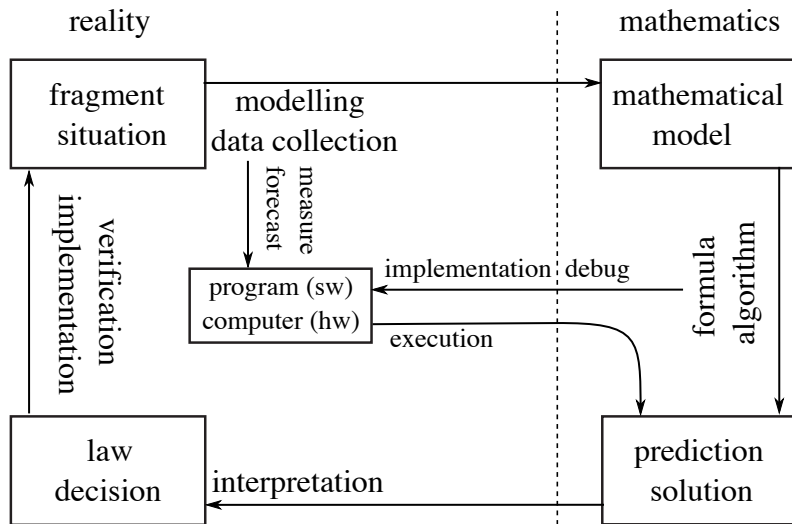 reality
mathematics
fragment
situation
modelling
data collection
mathematical
model
measure
forecast
verification
implementation
program (sw)
computer (hw)
implementation debug
execution
formula
algorithm
law
decision
interpretation
prediction
solution